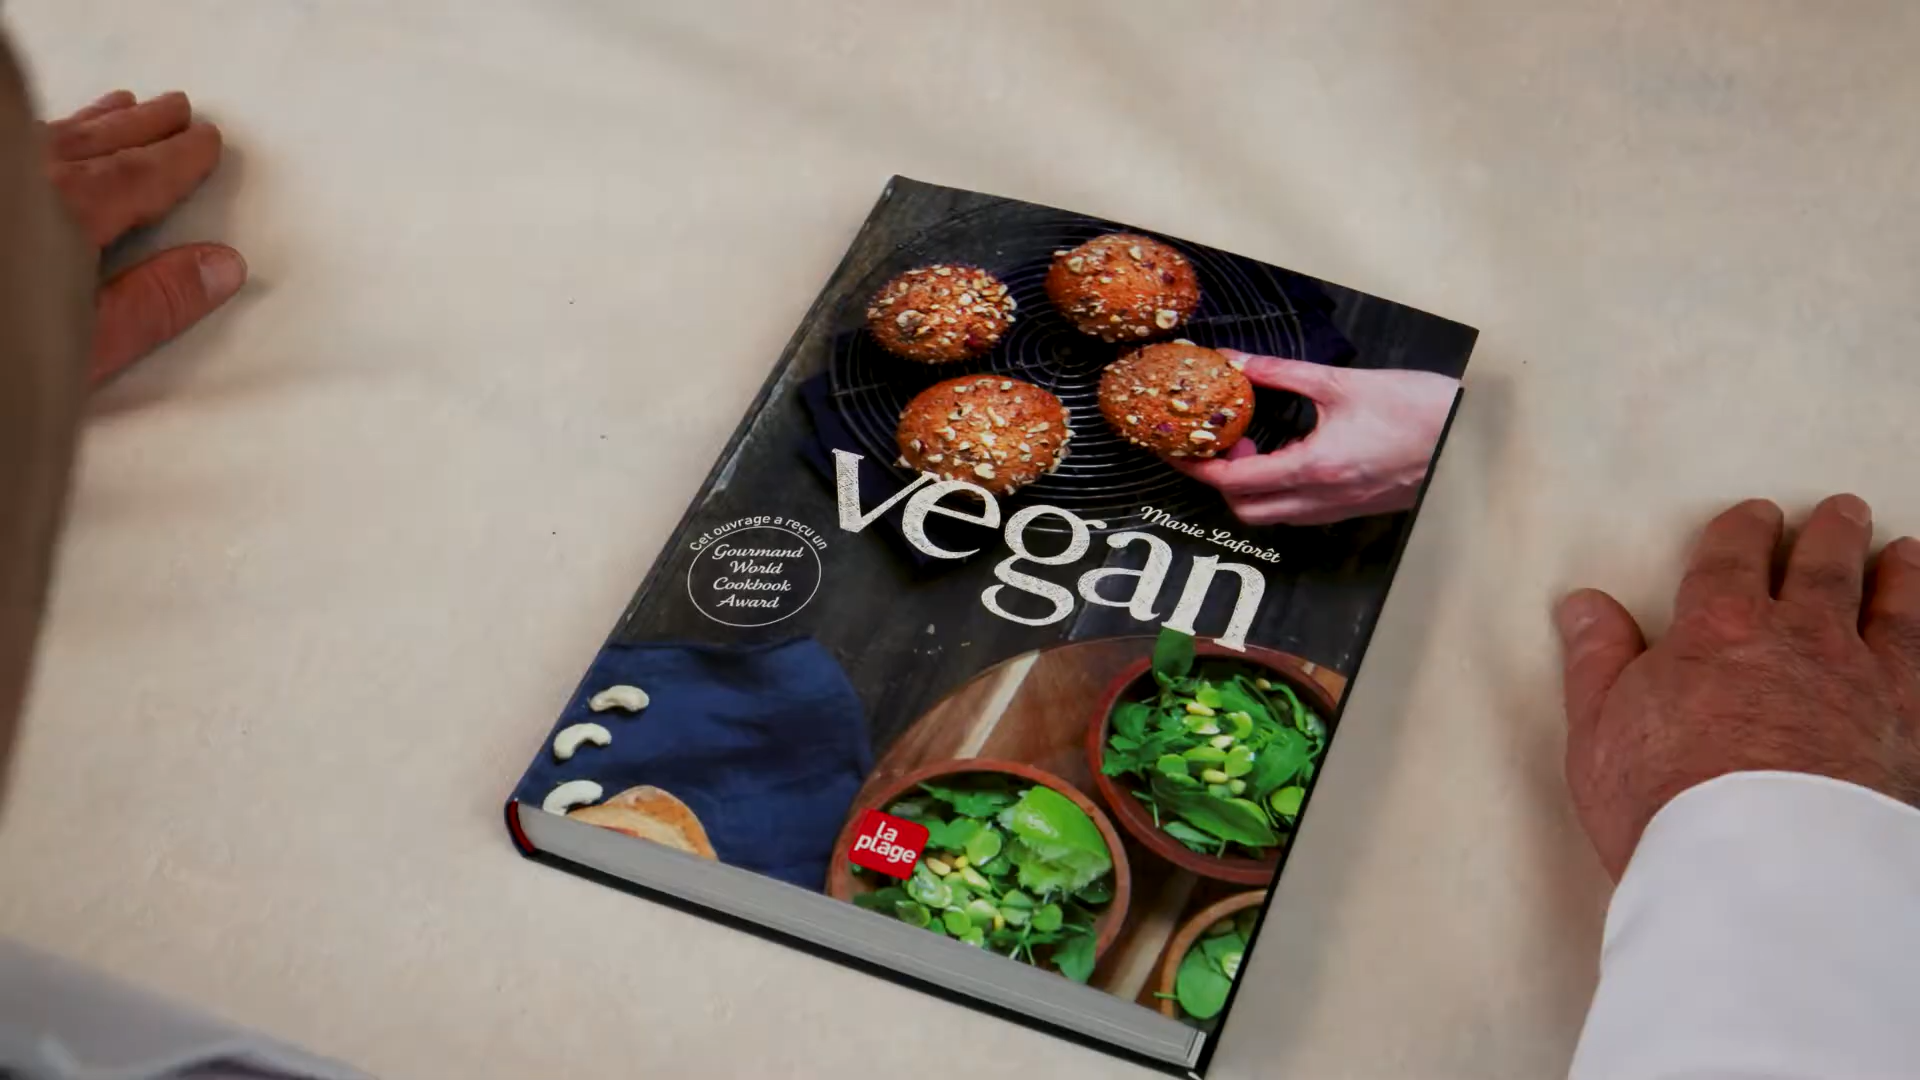 vegan
Marie Laforêt
Cet ouvrage a reçu un
Gourmand
World
Cookbook
Award
la
plage